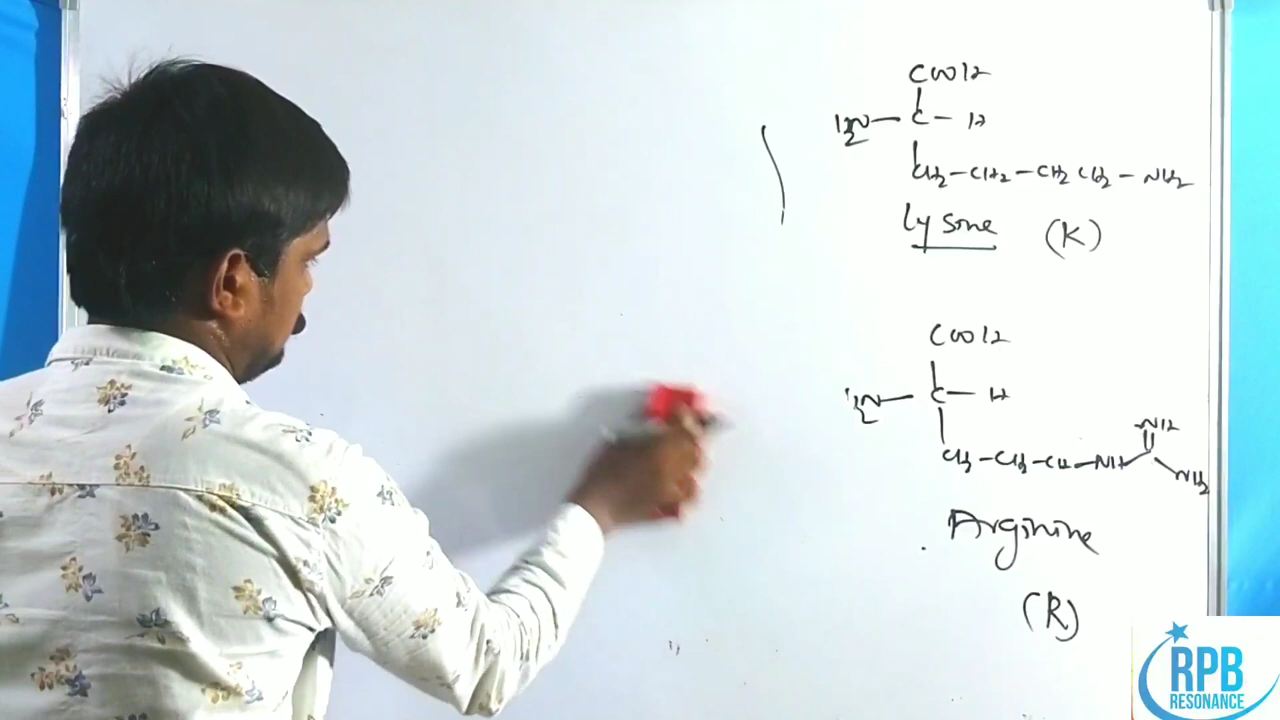 COOH
H2N — C — H
CH2 — CH2 — CH2 CH2 — NH2
Lysine (K)
COOH
H2N — C — H
NH
CH2 — CH2 — CH2 — NH
NH2
Arginine
(R)
RPB
RESONANCE